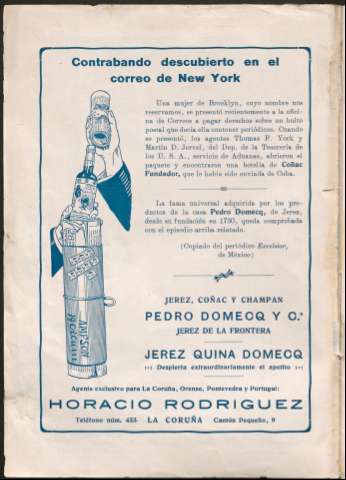 Contrabando descubierto en el
correo de New York
Una mujer de Brooklyn, cuyo nombre nos
reservamos, se presentó recientemente a la ofici-
na de Correos a pagar derechos sobre un bulto
postal que decía ella contener periódicos. Cuando
se presentó, los agentes Thomas F. York y
Martin D. Jorvel, del Dep. de la Tesorería de
los U. S. A., servicio de Aduanas, abrieron el
paquete y encontraron una botella de Coñac
Fundador, que le había sido enviada de Cuba.
La fama universal adquirida por los pro-
ductos de la casa Pedro Domecq, de Jerez,
desde su fundación en 1730, queda comprobada
con el episodio arriba relatado.
(Copiado del periódico Excelsior,
de México)
JEREZ, COÑAC Y CHAMPAN
PEDRO DOMECQ Y C.ª
JEREZ DE LA FRONTERA
JEREZ QUINA DOMECQ
Despierta extraordinariamente el apetito
Agente exclusivo para La Coruña, Orense, Pontevedra y Portugal:
HORACIO RODRIGUEZ
Teléfono núm. 455 LA CORUÑA Cantón Pequeño, 9